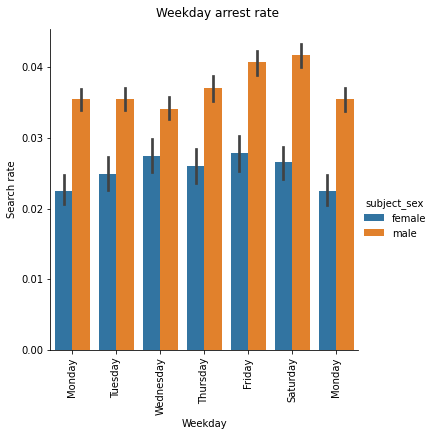 Weekday arrest rate
Search rate
0.04
0.03
0.02
0.01
0.00
Monday
Tuesday
Wednesday
Thursday
Friday
Saturday
Monday
Weekday
subject_sex
female
male